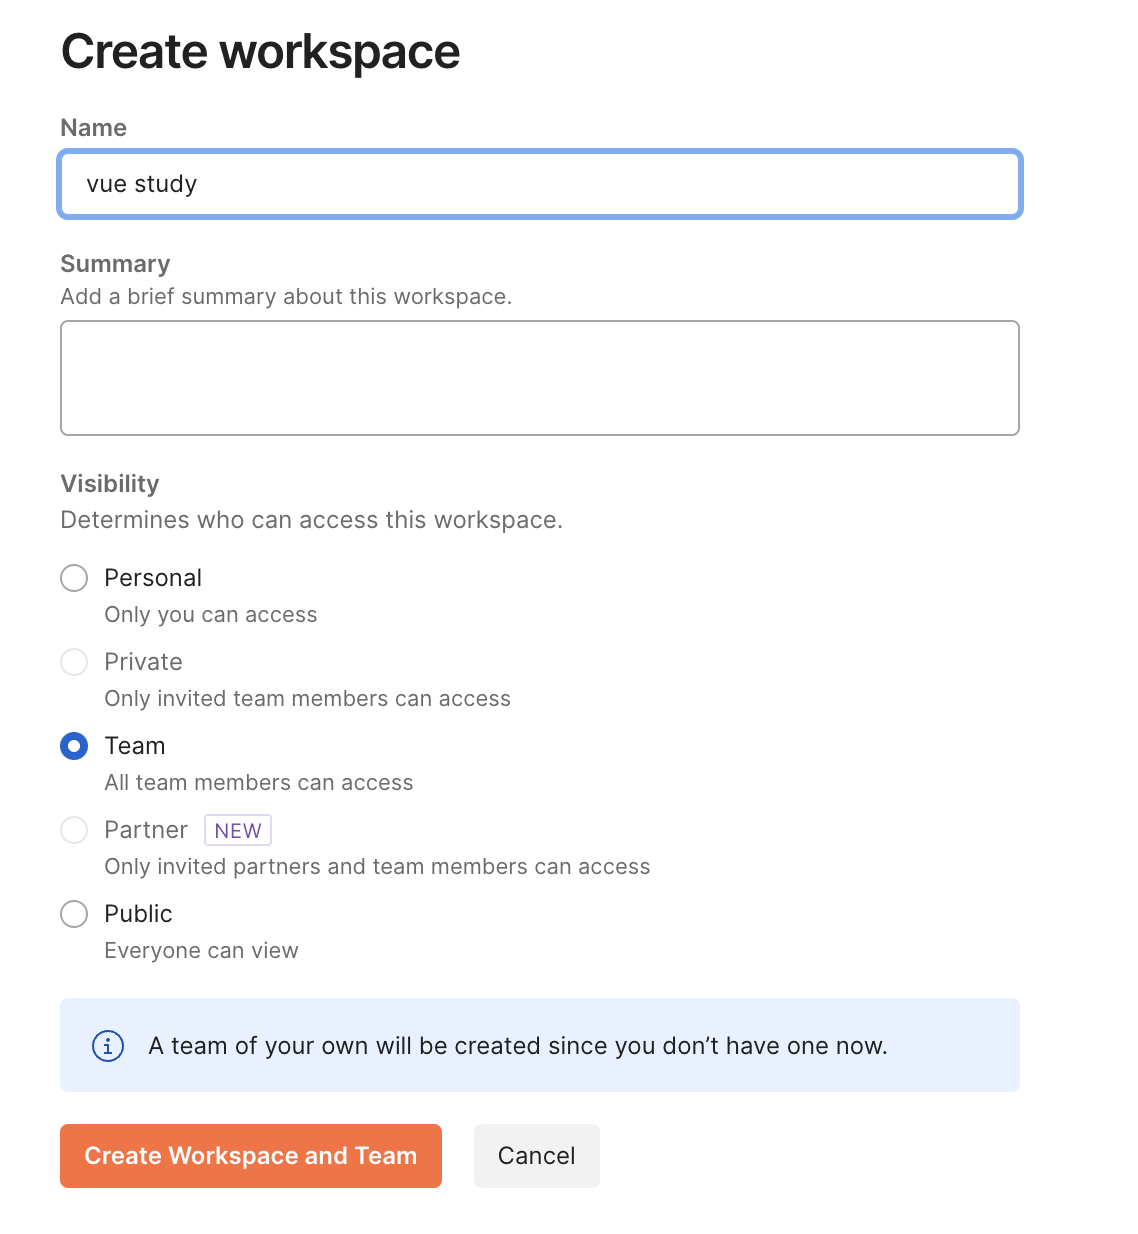 Create workspace
Name
vue study
Summary
Add a brief summary about this workspace.
Visibility
Determines who can access this workspace.
Personal
Only you can access
Private
Only invited team members can access
Team
All team members can access
Partner NEW
Only invited partners and team members can access
Public
Everyone can view
A team of your own will be created since you don’t have one now.
Create Workspace and Team Cancel